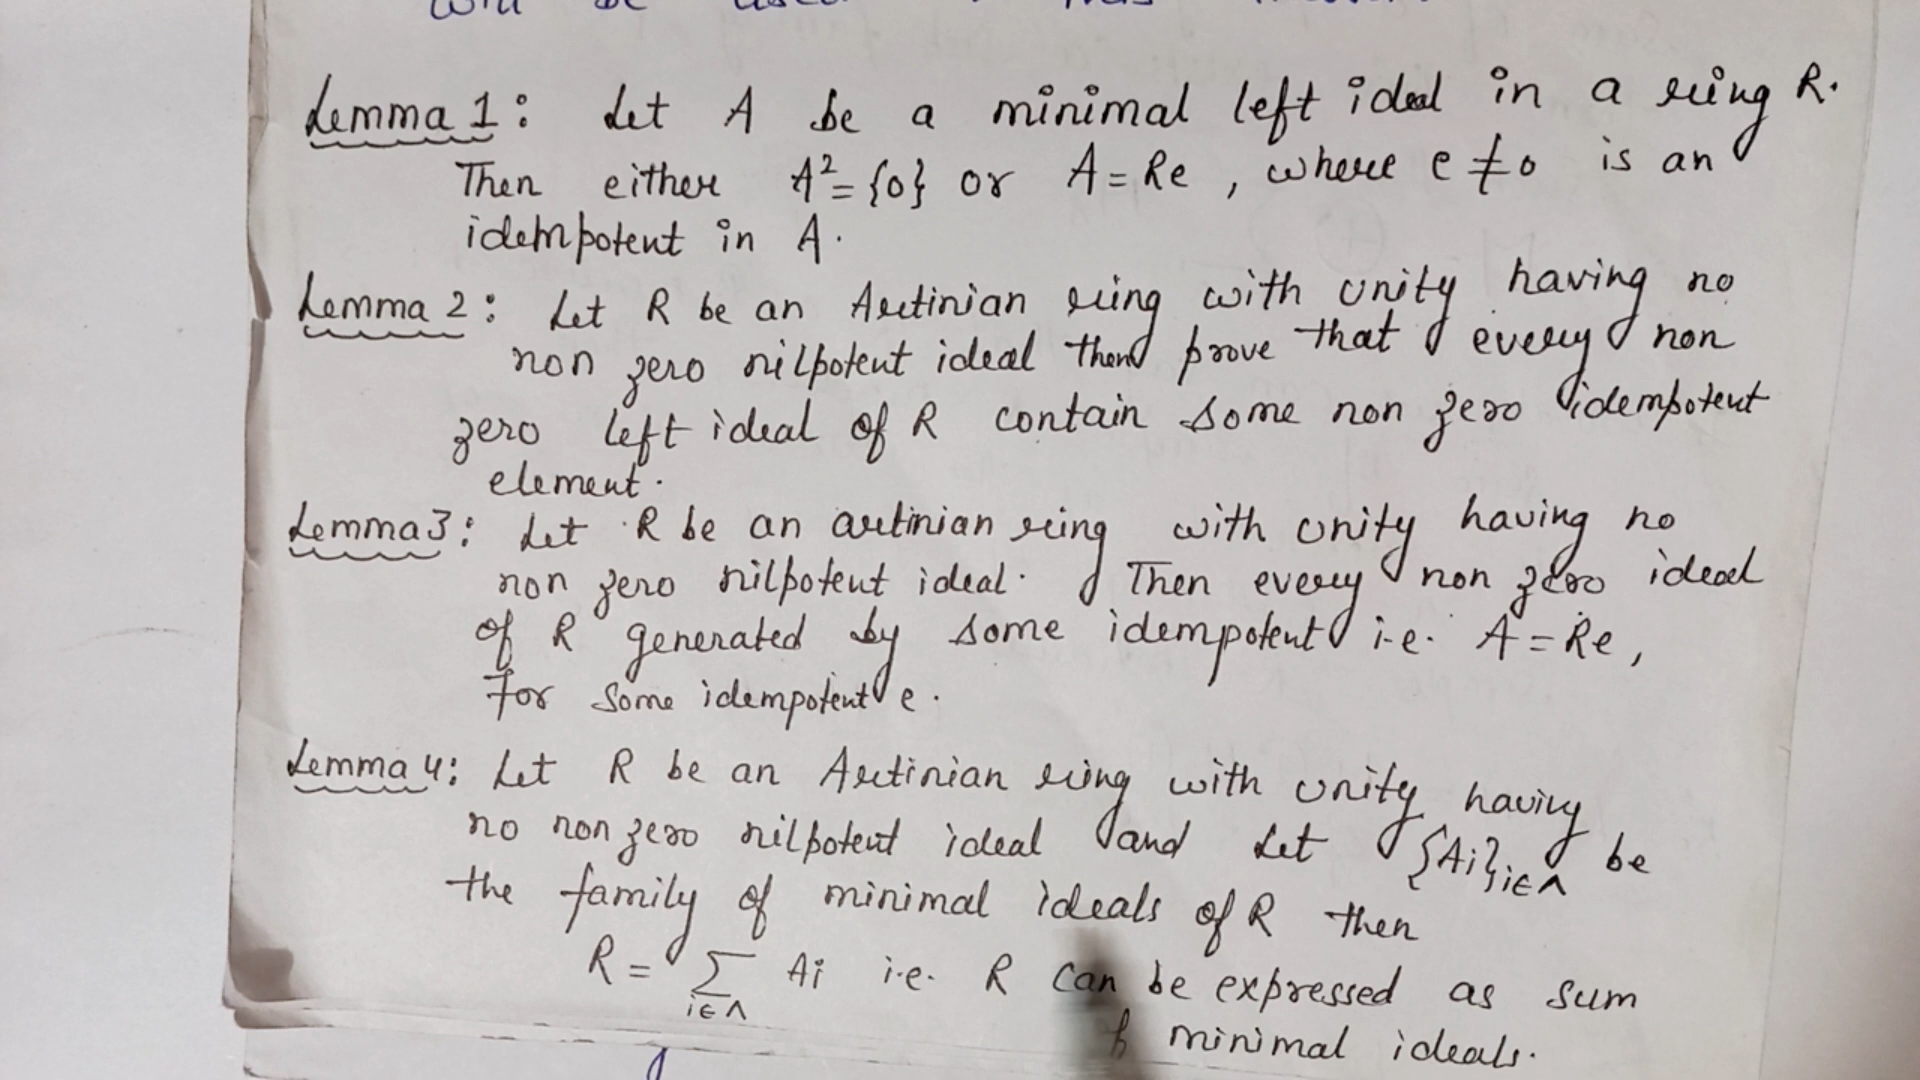 Lemma 1: Let A be a minimal left ideal in a ring R.
Then either A²={0} or A=Re, where e≠0 is an
idempotent in A.
Lemma 2: Let R be an Artinian ring with unity having no
non zero nilpotent ideal then prove that every non
zero left ideal of R contain some non zero idempotent
element.
Lemma 3: Let R be an artinian ring with unity having no
non zero nilpotent ideal. Then every non zero ideal
of R generated by some idempotent i.e. A=Re,
for some idempotent e.
Lemma 4: Let R be an Artinian ring with unity having
no non zero nilpotent ideal and Let {Ai}i∈Λ be
the family of minimal ideals of R then
R = Σ Ai i.e. R can be expressed as sum
i∈Λ
minimal ideals.